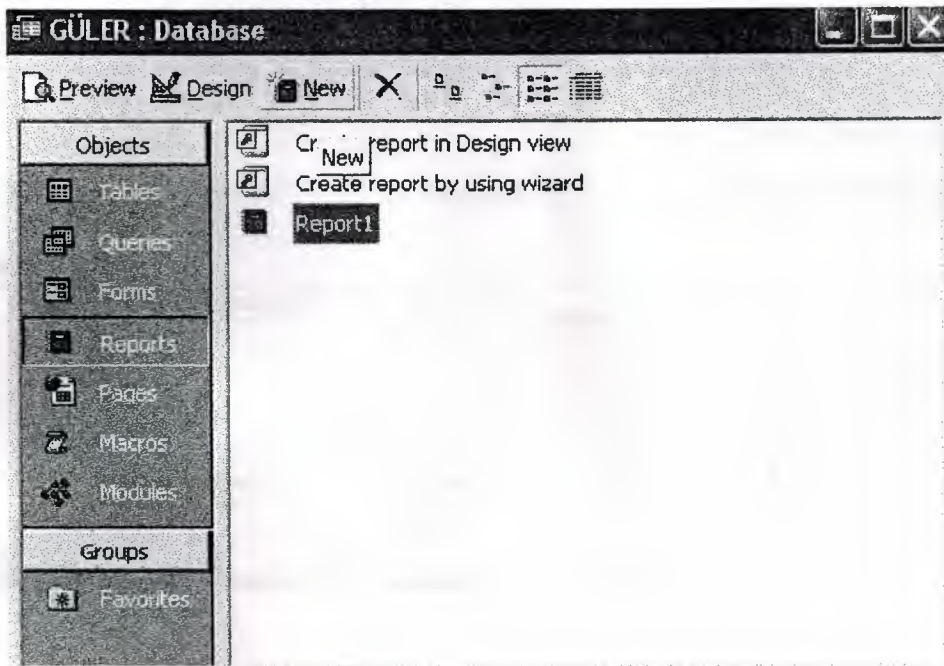 GÜLER : Database
Preview Design New
Objects
Tables
Queries
Forms
Reports
Pages
Macros
Modules
Groups
Favorites
Cr report in Design view
New
Create report by using wizard
Report1